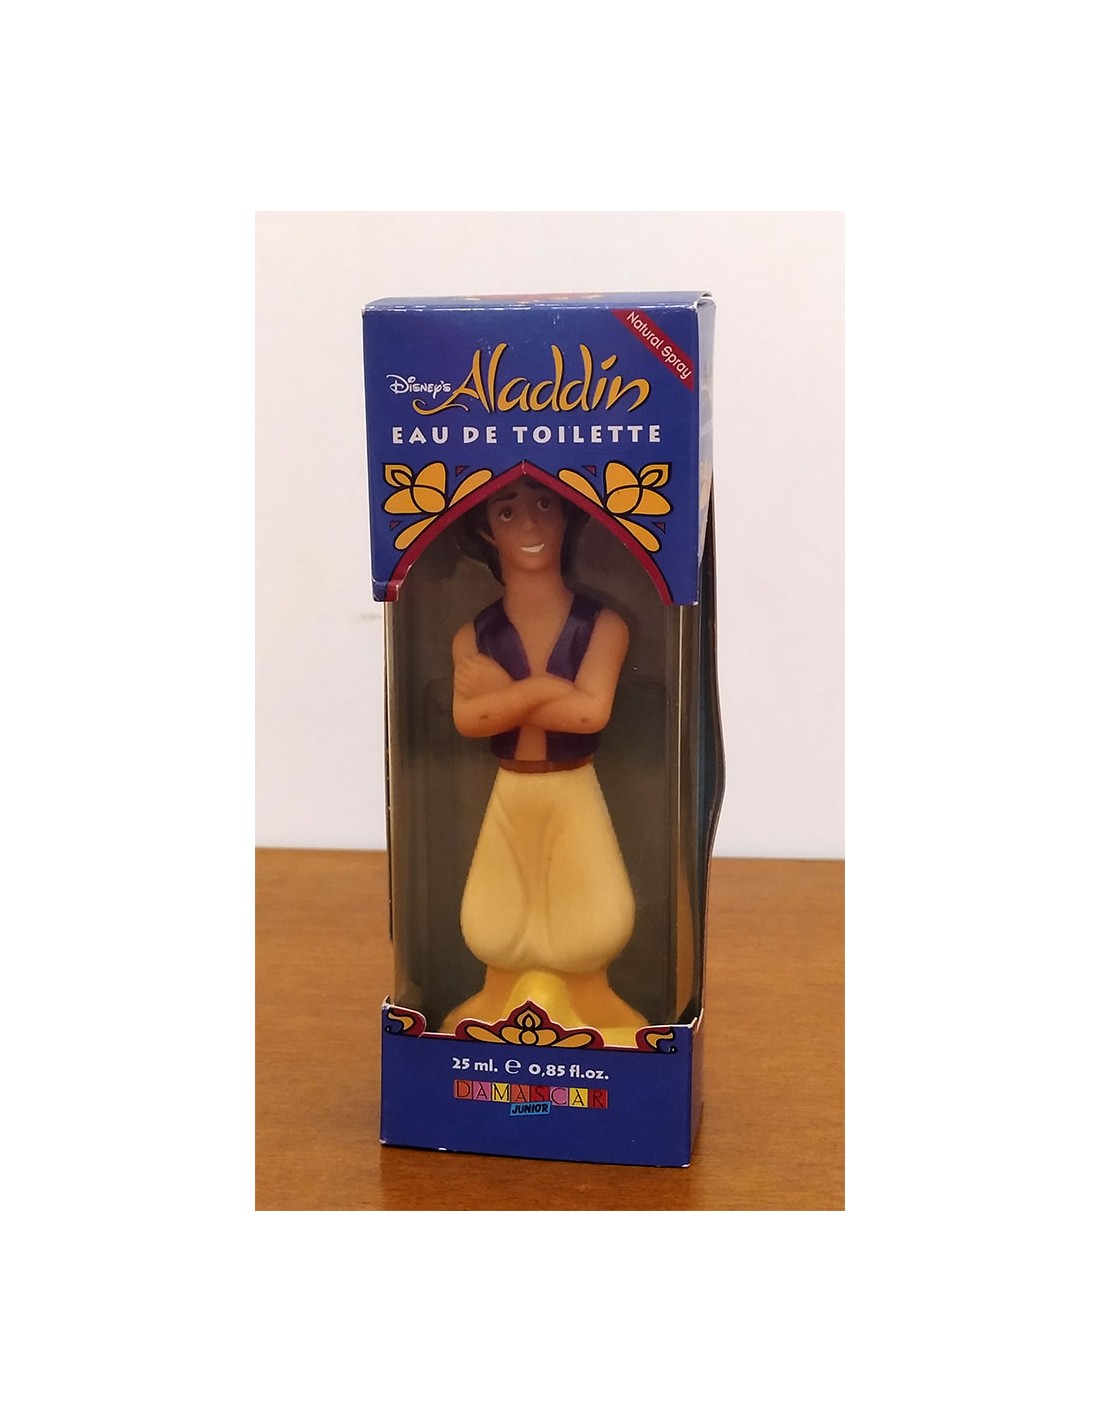 Natural Spray
Disney's Aladdin
EAU DE TOILETTE
25 ml. e 0,85 fl.oz.
DAMASCAR
JUNIOR